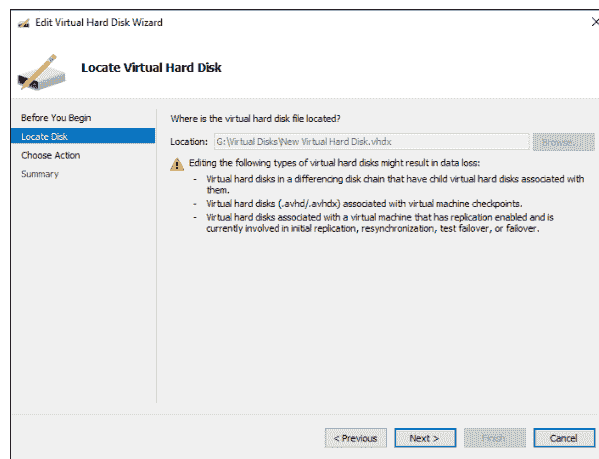 Edit Virtual Hard Disk Wizard
Locate Virtual Hard Disk
Before You Begin
Locate Disk
Choose Action
Summary
Where is the virtual hard disk file located?
Location: G:\Virtual Disks\New Virtual Hard Disk.vhdx Browse...
Editing the following types of virtual hard disks might result in data loss:
- Virtual hard disks in a differencing disk chain that have child virtual hard disks associated with
them.
- Virtual hard disks (.avhd/.avhdx) associated with virtual machine checkpoints.
- Virtual hard disks associated with a virtual machine that has replication enabled and is
currently involved in initial replication, resynchronization, test failover, or failover.
< Previous Next > Finish Cancel